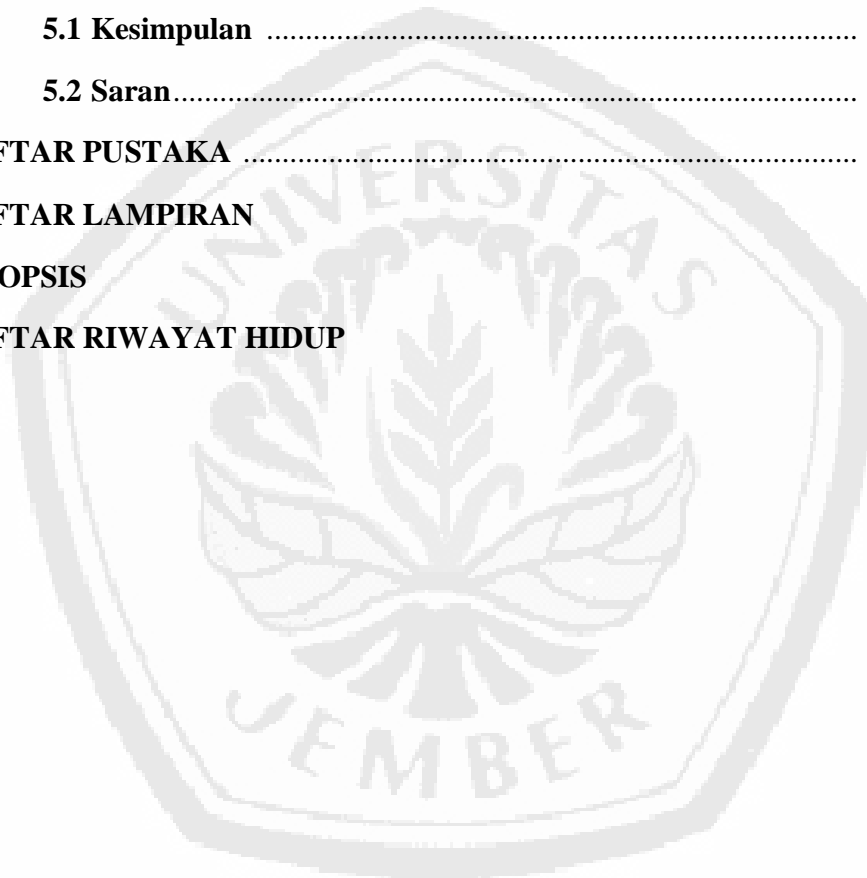 5.1 Kesimpulan ............................................................................
5.2 Saran........................................................................................
FTAR PUSTAKA ...............................................................................
FTAR LAMPIRAN
OPSIS
FTAR RIWAYAT HIDUP
UNIVERSITAS
JEMBER